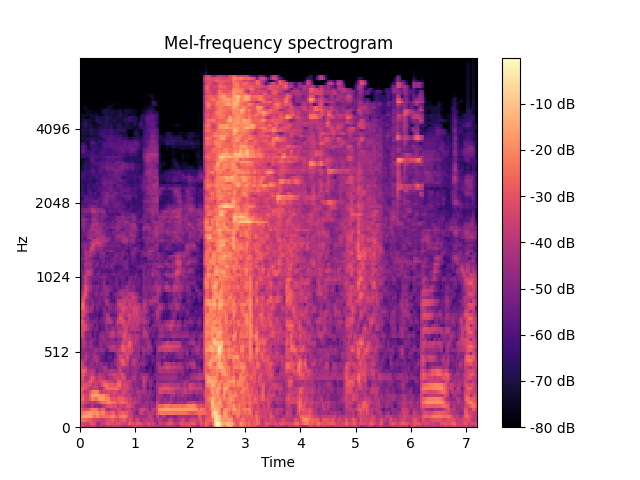 Mel-frequency spectrogram
Hz
4096
2048
1024
512
0
0 1 2 3 4 5 6 7
Time
-10 dB
-20 dB
-30 dB
-40 dB
-50 dB
-60 dB
-70 dB
-80 dB